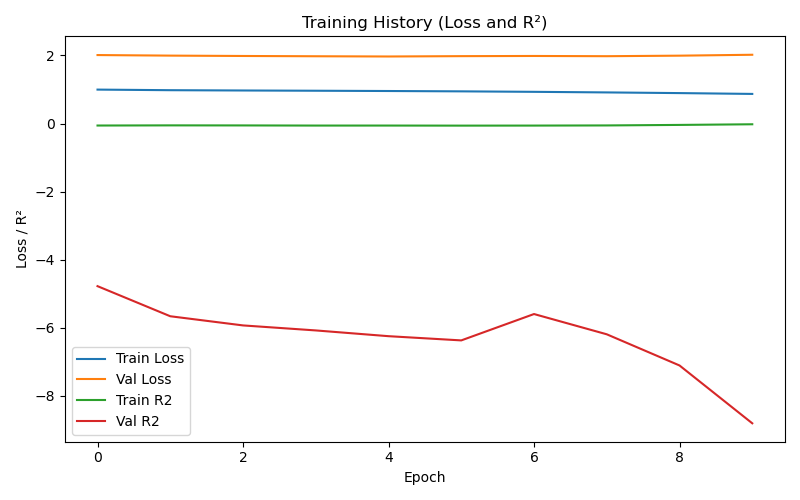 Training History (Loss and R²)
Loss / R²
2
0
−2
−4
−6
−8
Train Loss
Val Loss
Train R2
Val R2
0 2 4 6 8
Epoch